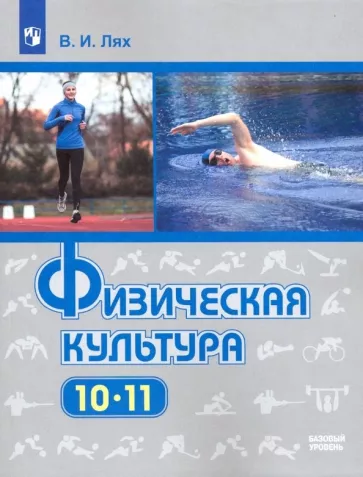 В. И. Лях
Физическая
культура
10·11
БАЗОВЫЙ
УРОВЕНЬ